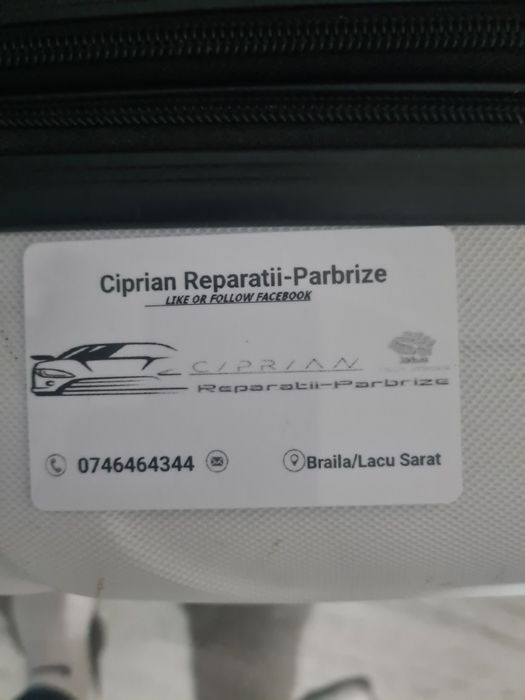 Ciprian Reparatii-Parbrize
LIKE OR FOLLOW FACEBOOK
CIPRIAN
Reparatii-Parbrize
0746464344
Braila/Lacu Sarat